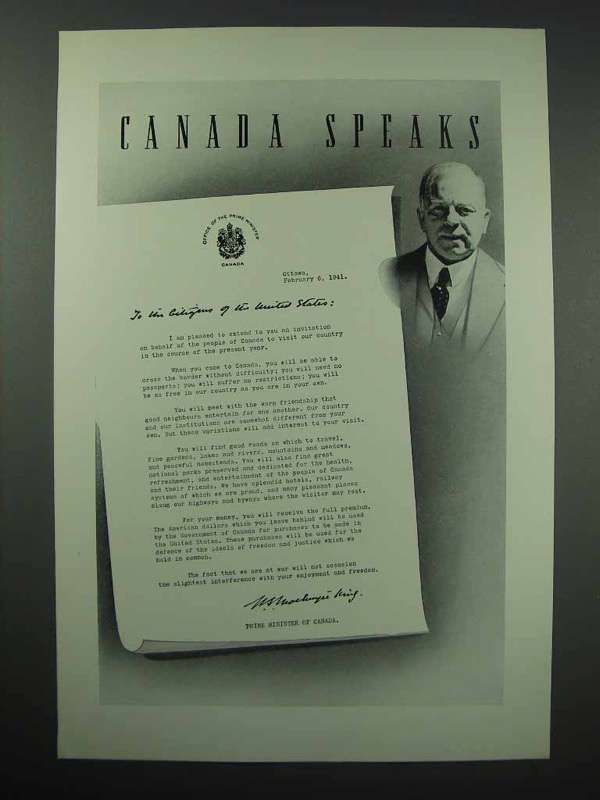 CANADA SPEAKS
OFFICE OF THE PRIME MINISTER
CANADA
Ottawa,
February 6, 1941.
To the Citizens of the United States:
I am pleased to extend to you an invitation
on behalf of the people of Canada to visit our country
in the course of the present year.
When you come to Canada, you will be able to
cross the border without difficulty; you will need no
passports; you will suffer no restrictions; you will
be as free in our country as you are in your own.
You will meet with the warm friendship that
good neighbours entertain for one another. Our country
and our institutions are somewhat different from your
own. But these variations will add interest to your visit.
You will find good roads on which to travel,
fine gardens, lakes and rivers, mountains and meadows,
and peaceful homesteads. You will also find great
national parks preserved and dedicated for the health,
refreshment, and entertainment of the people of Canada
and their friends. We have splendid hotels, railway
systems of which we are proud, and many pleasant places
along our highways and byways where the visitor may rest.
For your money, you will receive the full premium.
The American dollars which you leave behind will be used
by the Government of Canada for purchases to be made in
the United States. These purchases will be used for the
defence of the ideals of freedom and justice which we
hold in common.
The fact that we are at war will not occasion
the slightest interference with your enjoyment and freedom.
W. L. Mackenzie King.
PRIME MINISTER OF CANADA.